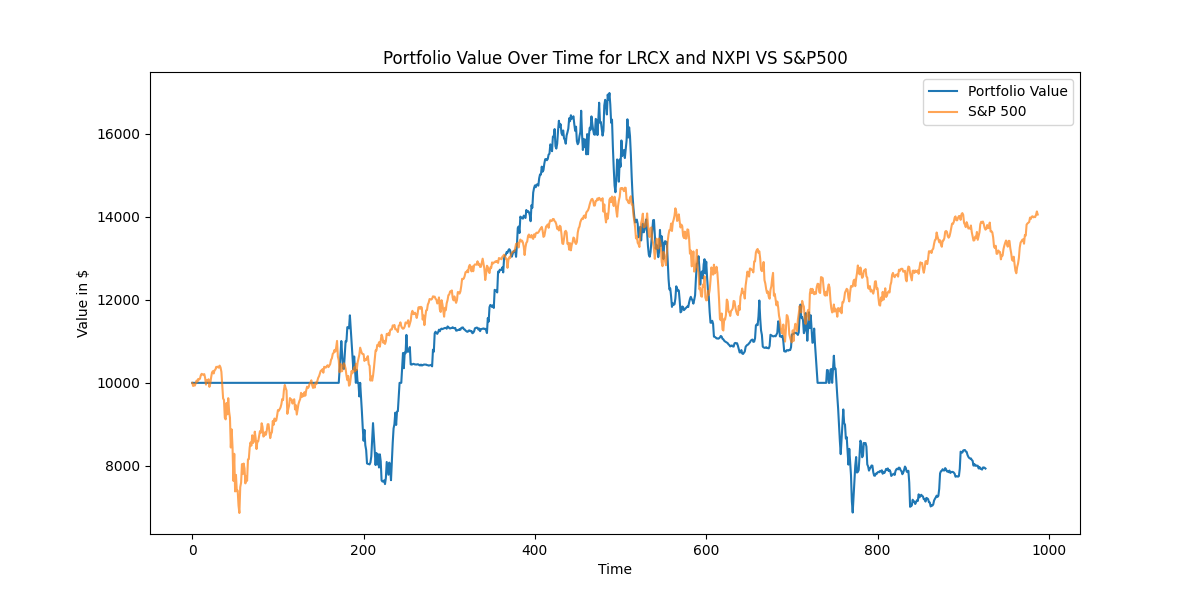 Portfolio Value Over Time for LRCX and NXPI VS S&P500
Portfolio Value
S&P 500
16000
14000
12000
10000
8000
Value in $
0
200
400
600
800
1000
Time